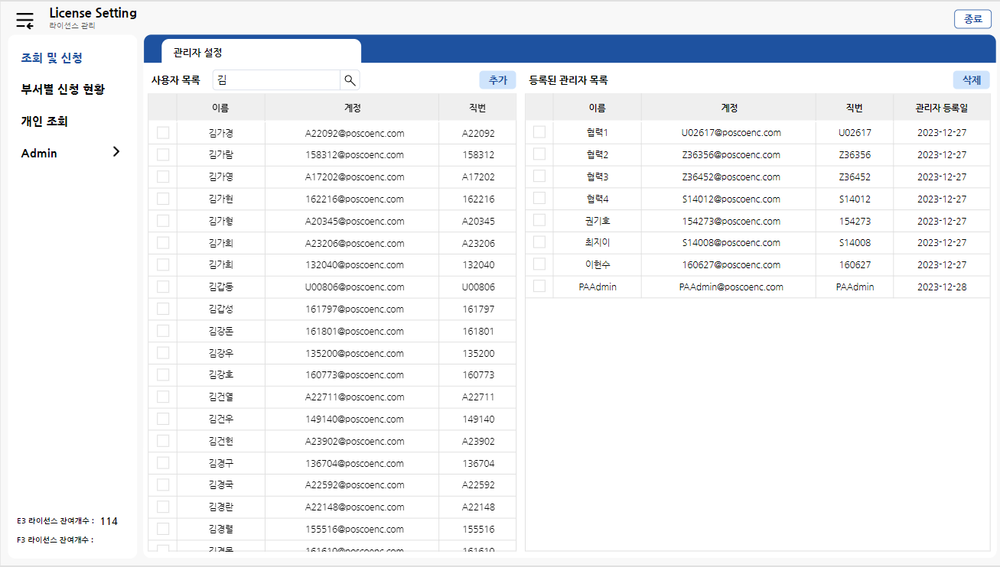 License Setting
라이선스 관리
종료
조회 및 신청
부서별 신청 현황
개인 조회
Admin
E3 라이선스 잔여개수 : 114
F3 라이선스 잔여개수 :
관리자 설정
사용자 목록 김 추가
이름 계정 직번
김가경 A22092@poscoenc.com A22092
김가람 158312@poscoenc.com 158312
김가영 A17202@poscoenc.com A17202
김가현 162216@poscoenc.com 162216
김가형 A20345@poscoenc.com A20345
김가희 A23206@poscoenc.com A23206
김가희 132040@poscoenc.com 132040
김갑동 U00806@poscoenc.com U00806
김갑성 161797@poscoenc.com 161797
김강돈 161801@poscoenc.com 161801
김강우 135200@poscoenc.com 135200
김강호 160773@poscoenc.com 160773
김건열 A22711@poscoenc.com A22711
김건우 149140@poscoenc.com 149140
김건헌 A23902@poscoenc.com A23902
김경구 136704@poscoenc.com 136704
김경국 A22592@poscoenc.com A22592
김경란 A22148@poscoenc.com A22148
김경렬 155516@poscoenc.com 155516
161610@poscoenc.com 161610
등록된 관리자 목록 삭제
이름 계정 직번 관리자 등록일
협력1 U02617@poscoenc.com U02617 2023-12-27
협력2 Z36356@poscoenc.com Z36356 2023-12-27
협력3 Z36452@poscoenc.com Z36452 2023-12-27
협력4 S14012@poscoenc.com S14012 2023-12-27
권기호 154273@poscoenc.com 154273 2023-12-27
최지이 S14008@poscoenc.com S14008 2023-12-27
이헌수 160627@poscoenc.com 160627 2023-12-27
PAAdmin PAAdmin@poscoenc.com PAAdmin 2023-12-28